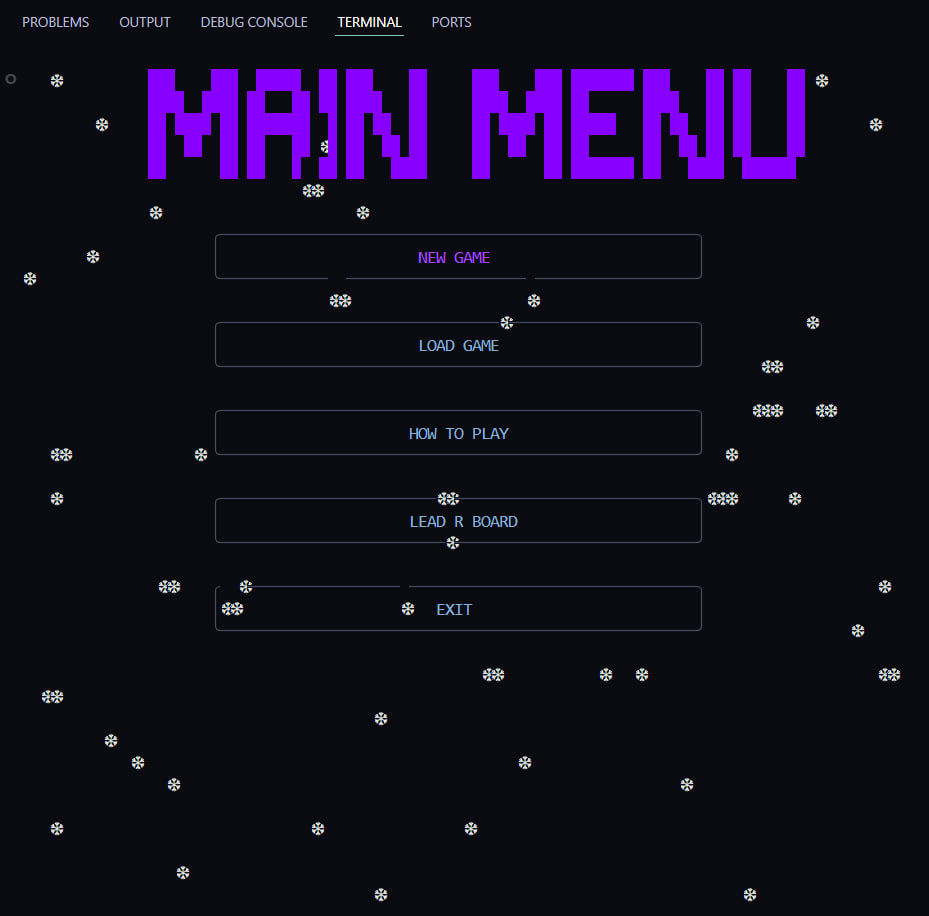 PROBLEMS OUTPUT DEBUG CONSOLE TERMINAL PORTS
MAIN MENU
NEW GAME
LOAD GAME
HOW TO PLAY
LEAD R BOARD
EXIT